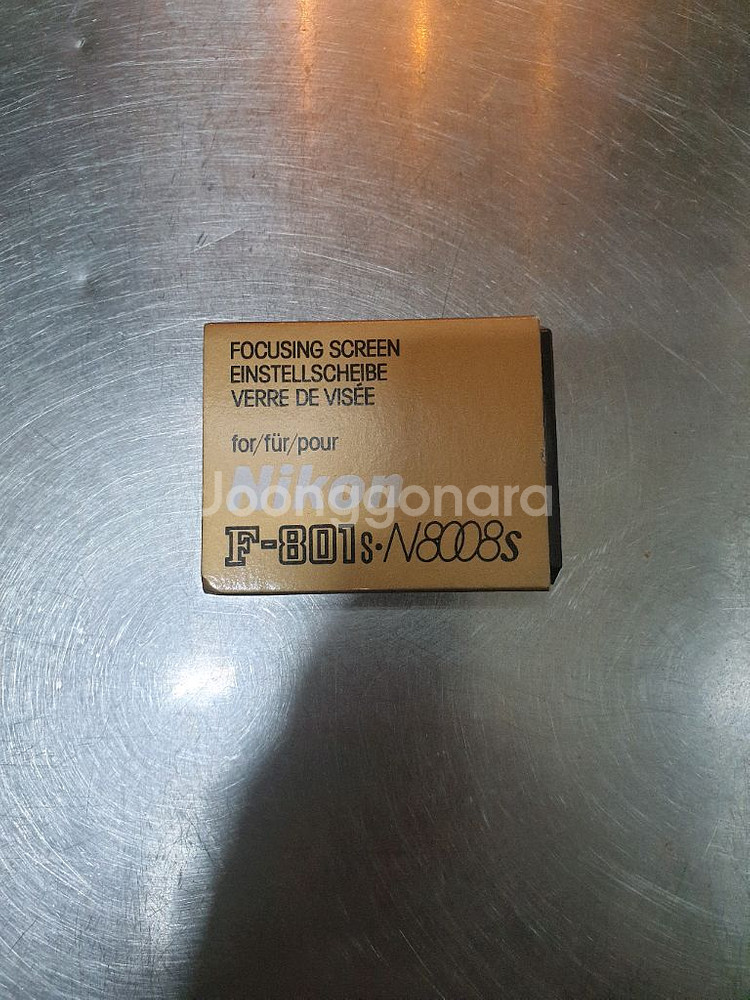 FOCUSING SCREEN
EINSTELLSCHEIBE
VERRE DE VISÉE
for/für/pour
Nikon
Joonggonara
F-801s·N8008s